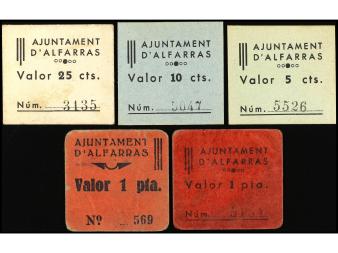 AJUNTAMENT
D'ALFARRAS
Valor 25 cts.
Núm. 3435
AJUNTAMENT
D'ALFARRAS
Valor 10 cts.
Núm. 5047
AJUNTAMENT
D'ALFARRAS
Valor 5 cts.
Núm. 5526
AJUNTAMENT
D'ALFARRAS
Valor 1 pta.
Nº 569
AJUNTAMENT
D'ALFARRAS
Valor 1 pta.
Núm.